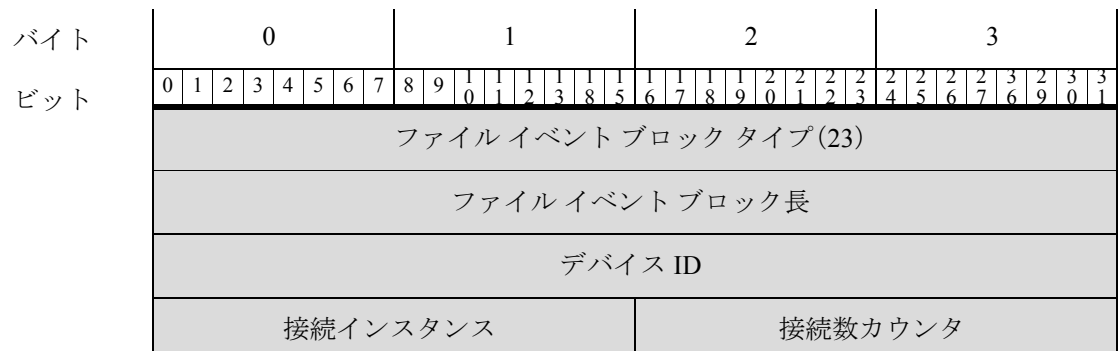 バイト 0 1 2 3
ビット 0 1 2 3 4 5 6 7 8 9 10 11 12 13 18 15 16 17 18 19 20 21 22 23 24 25 26 27 36 29 30 31
ファイル イベント ブロック タイプ(23)
ファイル イベント ブロック長
デバイス ID
接続インスタンス 接続数カウンタ